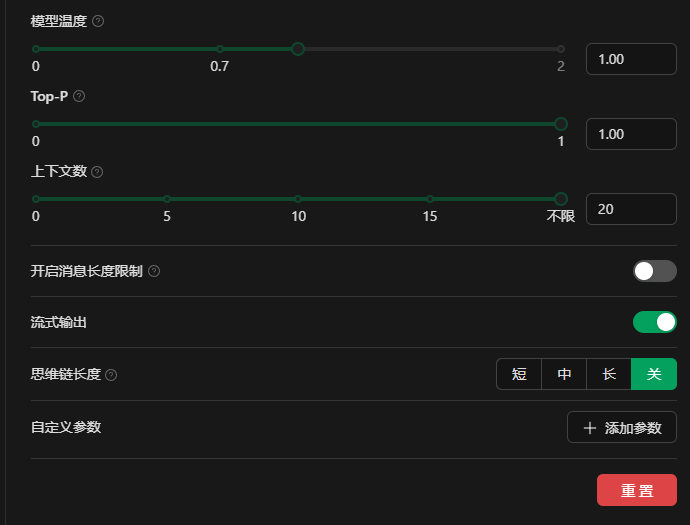 模型温度
0 0.7 2 1.00
Top-P
0 1 1.00
上下文数
0 5 10 15 不限 20
开启消息长度限制
流式输出
思维链长度 短 中 长 关
自定义参数 添加参数
重置